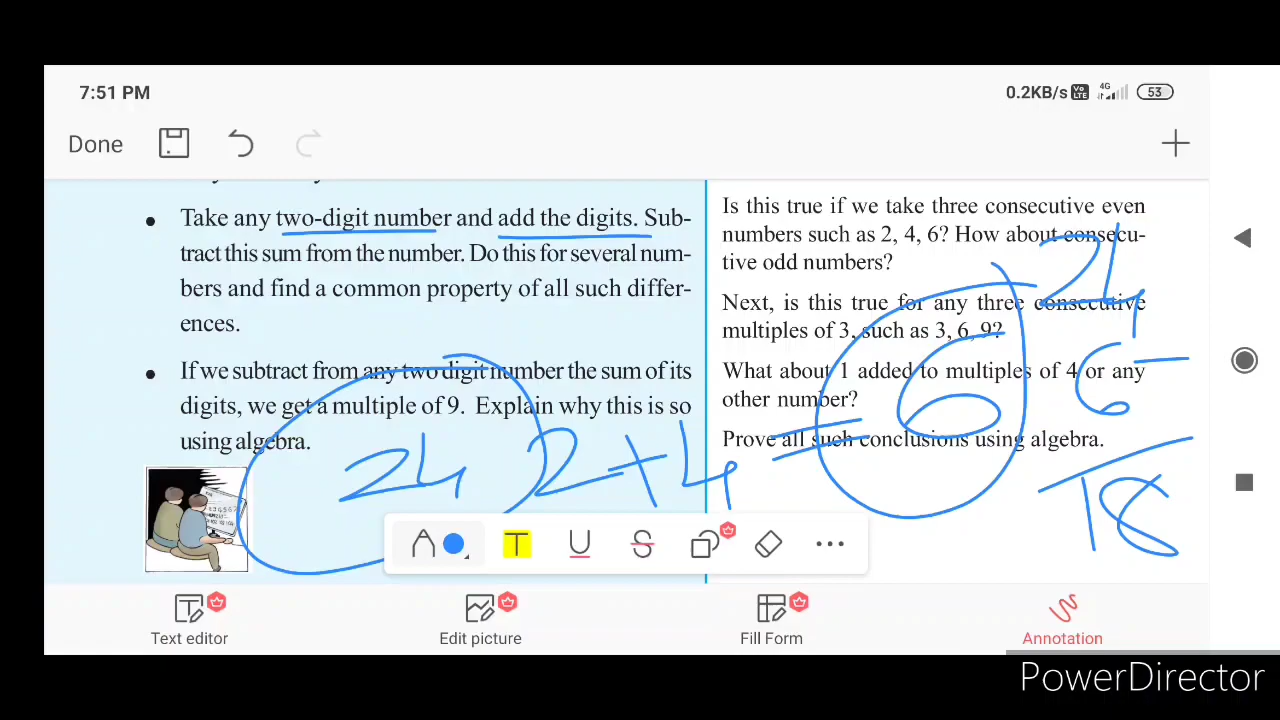 7:51 PM
0.2KB/s Vo LTE 4G 53
Done
Take any two-digit number and add the digits. Sub-
tract this sum from the number. Do this for several num-
bers and find a common property of all such differ-
ences.
If we subtract from any two digit number the sum of its
digits, we get a multiple of 9. Explain why this is so
using algebra.
24 2+4 = 6
Is this true if we take three consecutive even
numbers such as 2, 4, 6? How about consecu-
tive odd numbers?
Next, is this true for any three consecutive
multiples of 3, such as 3, 6, 9?
What about 1 added to multiples of 4 or any
other number?
Prove all such conclusions using algebra.
24
6 -
18
T U S
Text editor
Edit picture
Fill Form
Annotation
PowerDirector